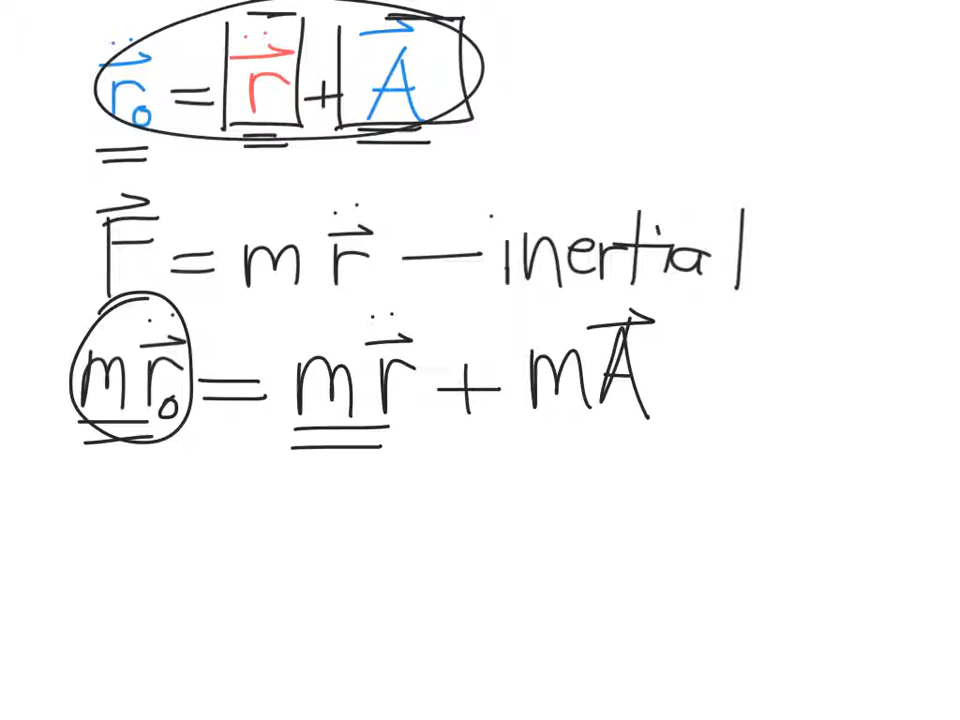 r̈⃗₀ = r̈⃗ + A⃗
F⃗ = m r̈⃗ — inertial
m r̈⃗₀ = m r̈⃗ + m A⃗